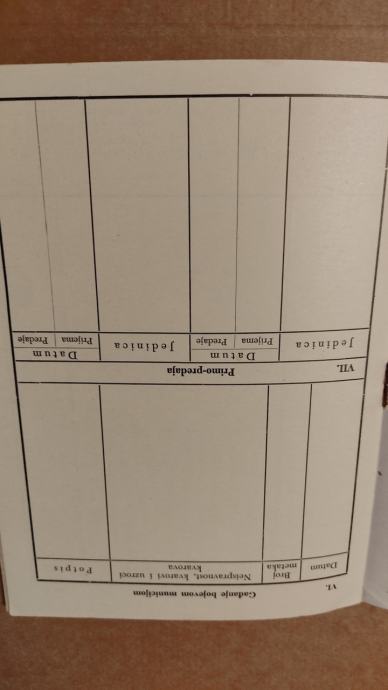 VI.
Gađanje bojevom municijom
Datum
Broj
metaka
Neispravnost, kvarovi i uzroci
kvarova
Potpis
VII.
Primo-predaja
Jedinica
Datum
Prijema
Predaje
Jedinica
Datum
Prijema
Predaje